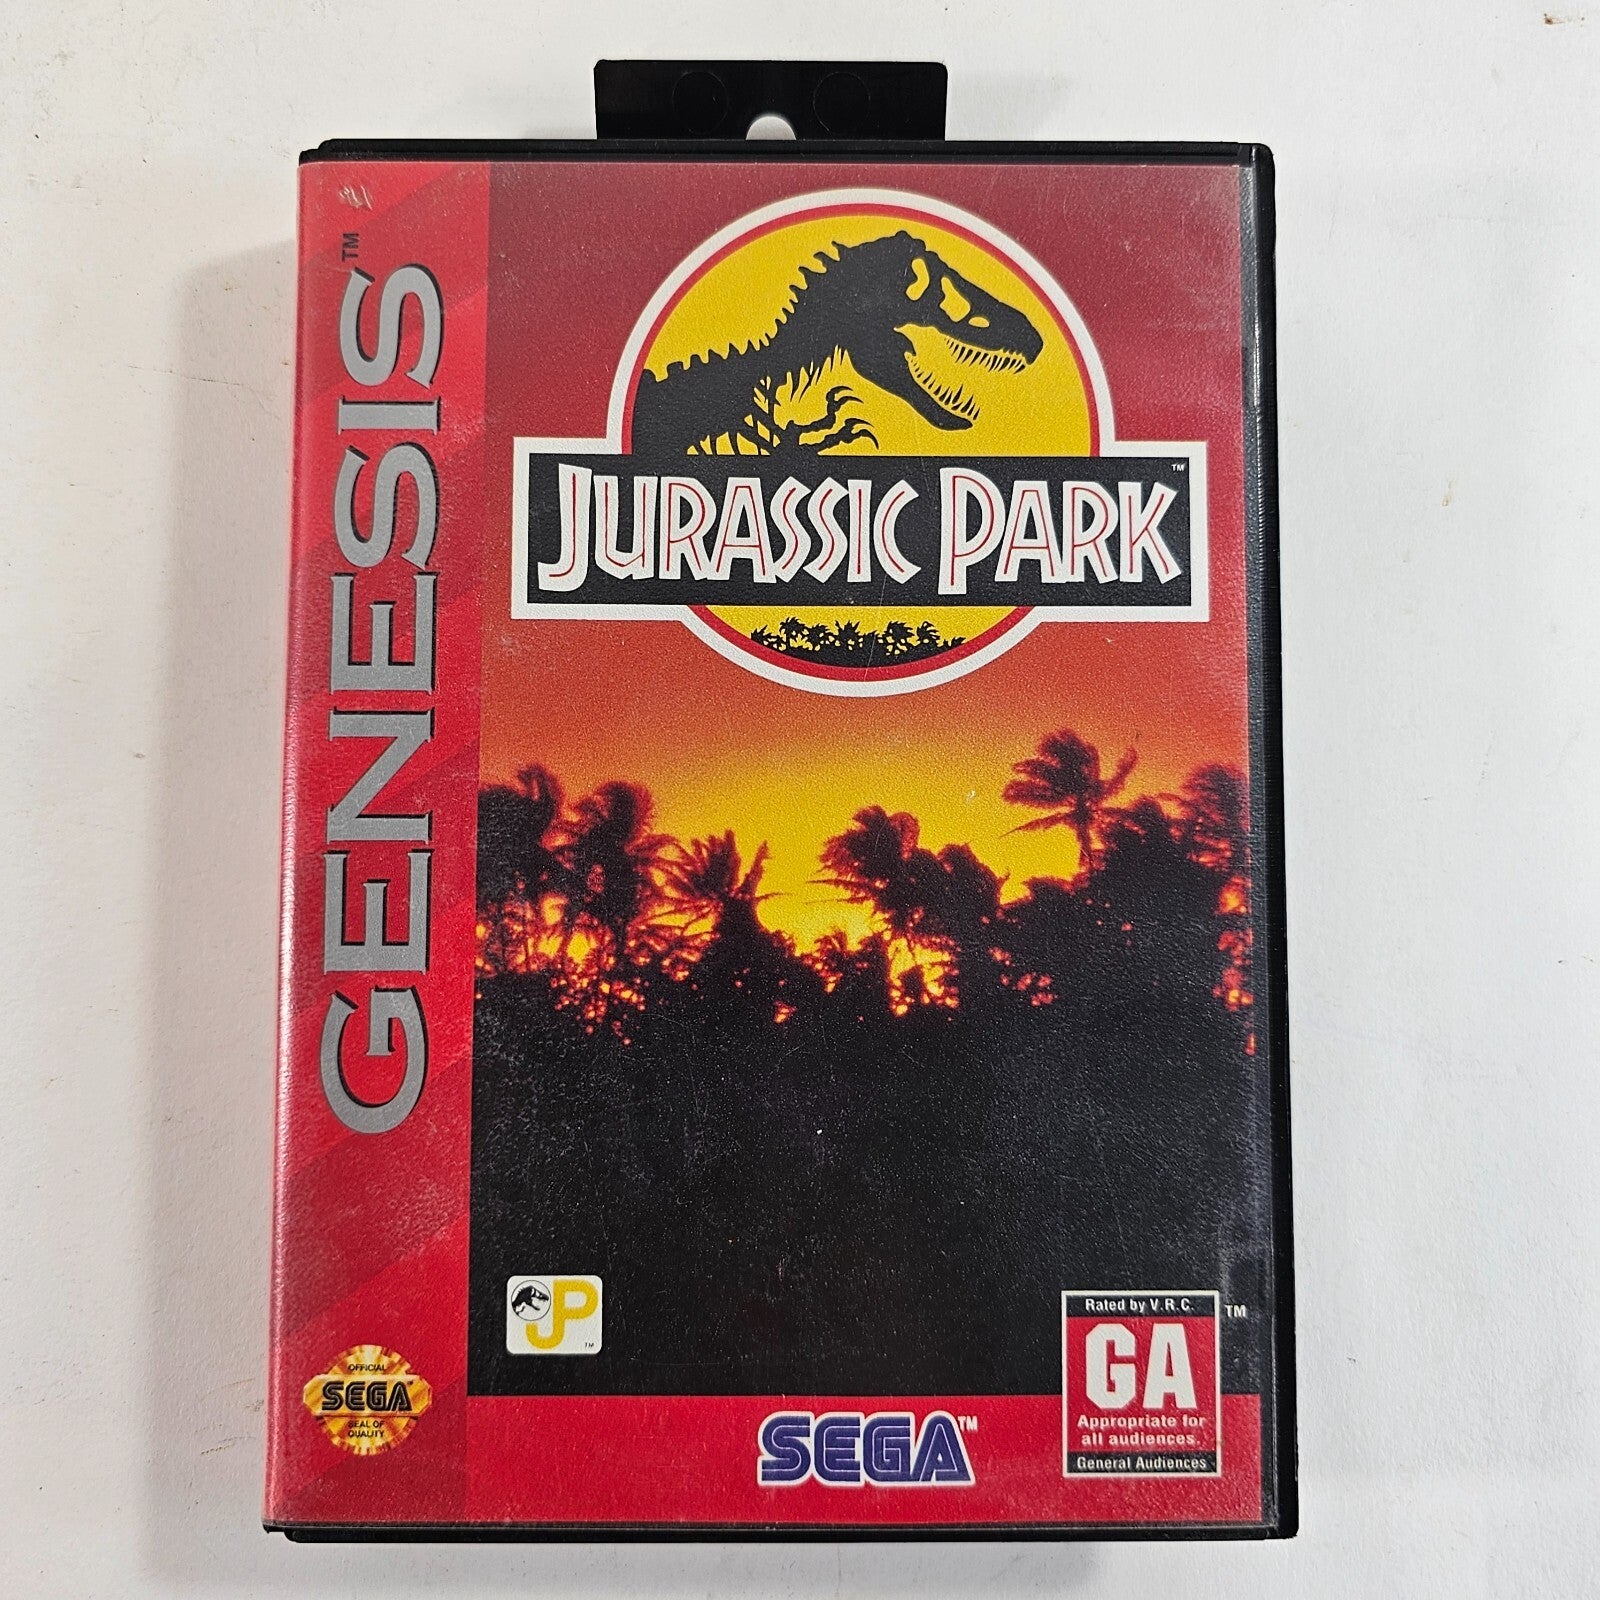 GENESIS™
JURASSIC PARK™
JP™
OFFICIAL
SEGA
SEAL OF
QUALITY
SEGA™
Rated by V.R.C. ™
GA
Appropriate for
all audiences.
General Audiences